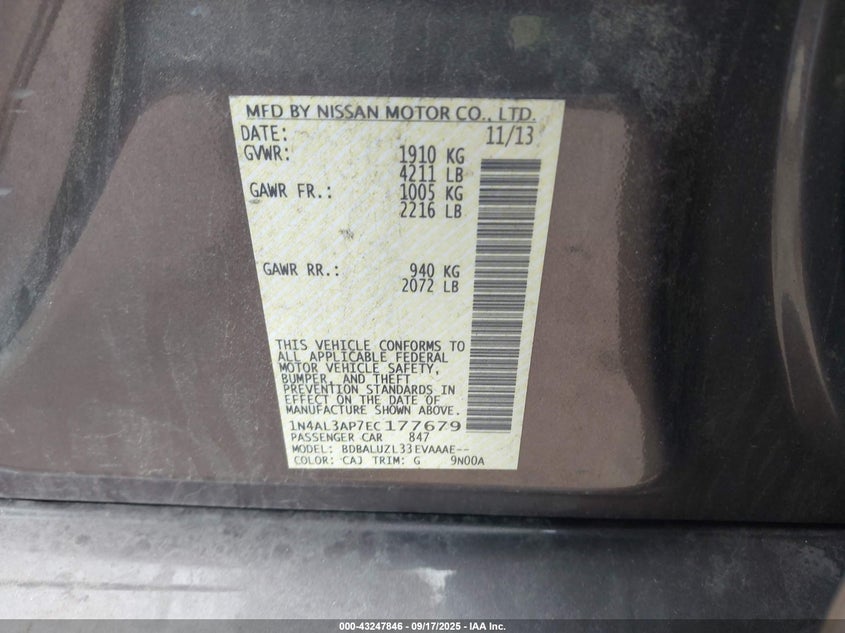 MFD BY NISSAN MOTOR CO., LTD.
DATE: 11/13
GVWR: 1910 KG
4211 LB
GAWR FR.: 1005 KG
2216 LB
GAWR RR.: 940 KG
2072 LB
THIS VEHICLE CONFORMS TO
ALL APPLICABLE FEDERAL
MOTOR VEHICLE SAFETY,
BUMPER, AND THEFT
PREVENTION STANDARDS IN
EFFECT ON THE DATE OF
MANUFACTURE SHOWN ABOVE.
1N4AL3AP7EC177679
PASSENGER CAR 847
MODEL: BDBALUZL33EVAAAE--
COLOR: CAJ TRIM: G 9N00A
000-43247846 - 09/17/2025 - IAA Inc.